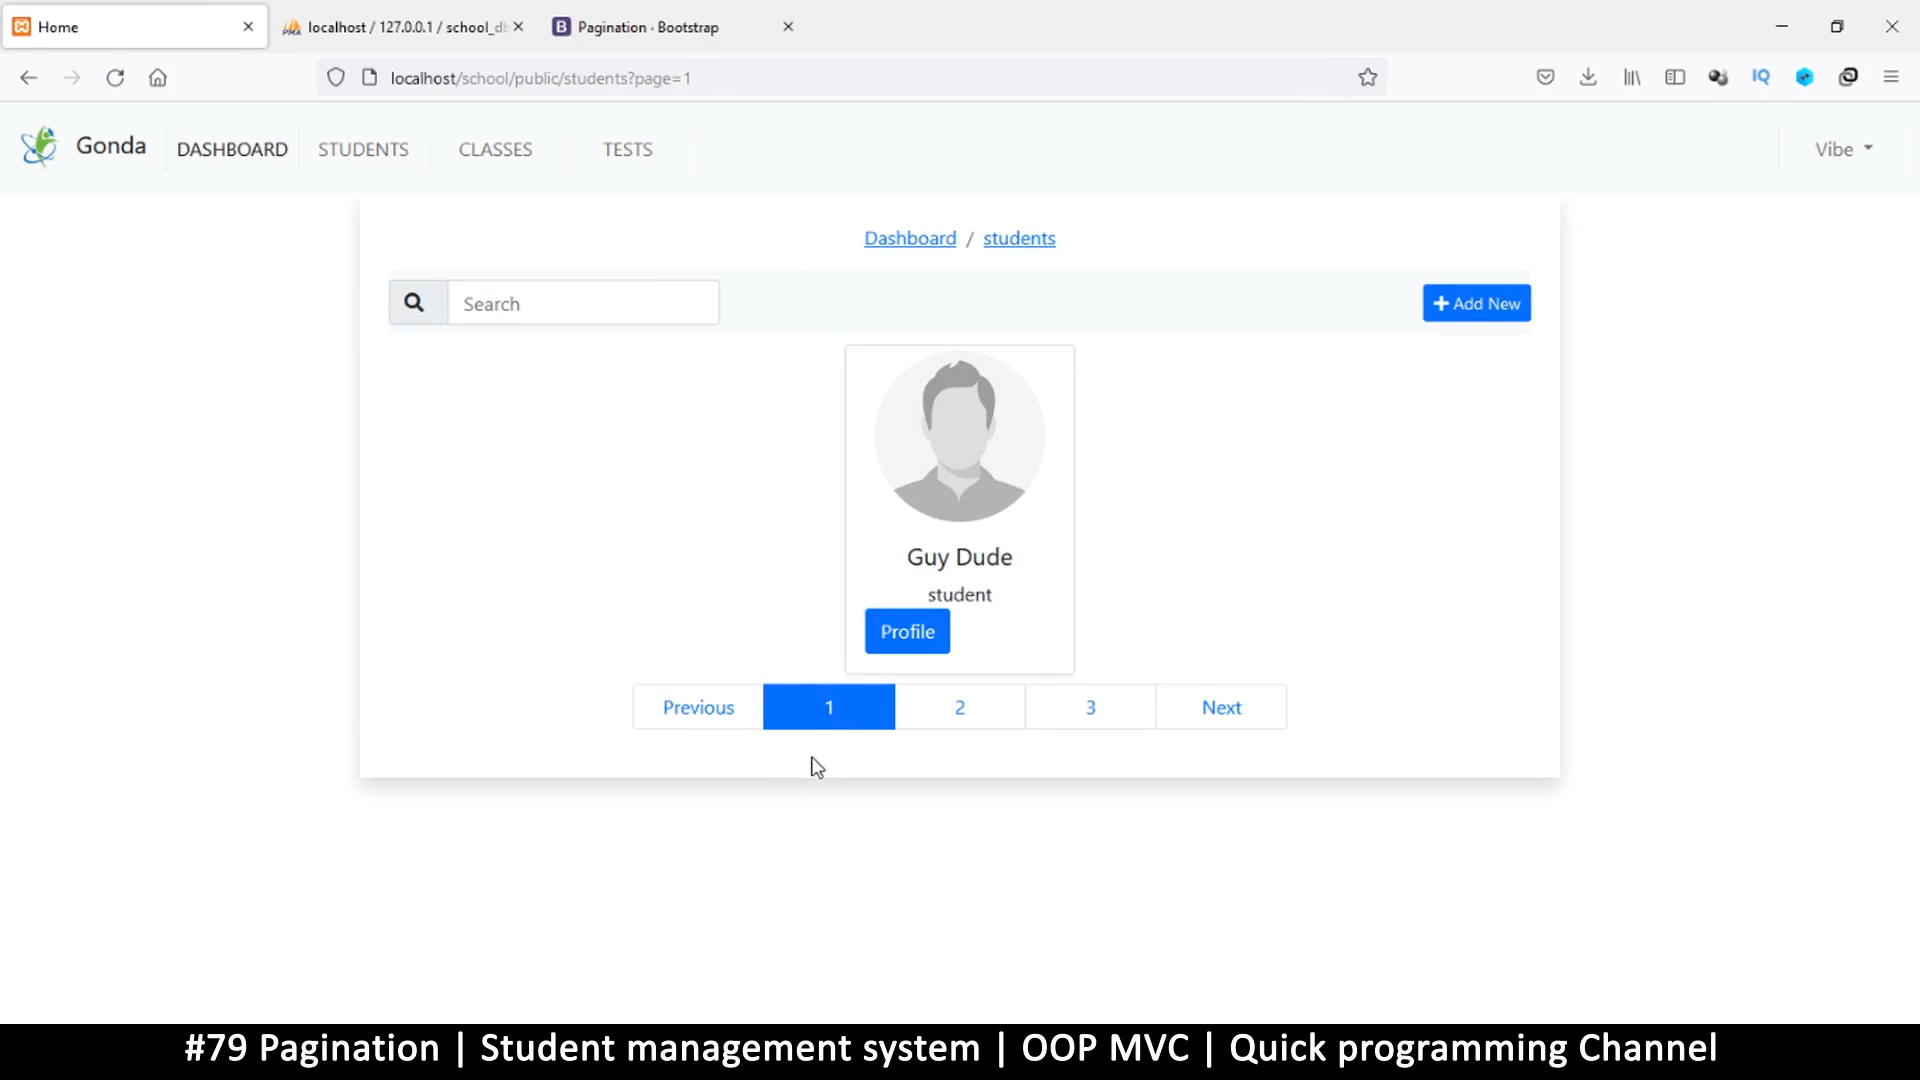 Home
localhost / 127.0.0.1 / school_db
Pagination · Bootstrap
localhost/school/public/students?page=1
IQ
Gonda
DASHBOARD
STUDENTS
CLASSES
TESTS
Vibe
Dashboard / students
Search
Add New
Guy Dude
student
Profile
Previous 1 2 3 Next
#79 Pagination | Student management system | OOP MVC | Quick programming Channel